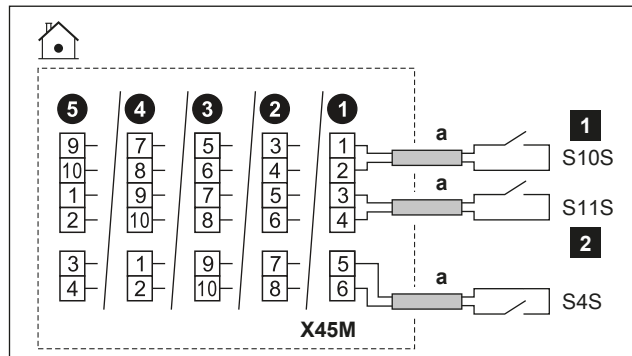 5 4 3 2 1
9 7 5 3 1 a 1
10 8 6 4 2 S10S
1 9 7 5 3 a S11S
2 10 8 6 4
2
3 1 9 7 5 a
4 2 10 8 6 S4S
X45M